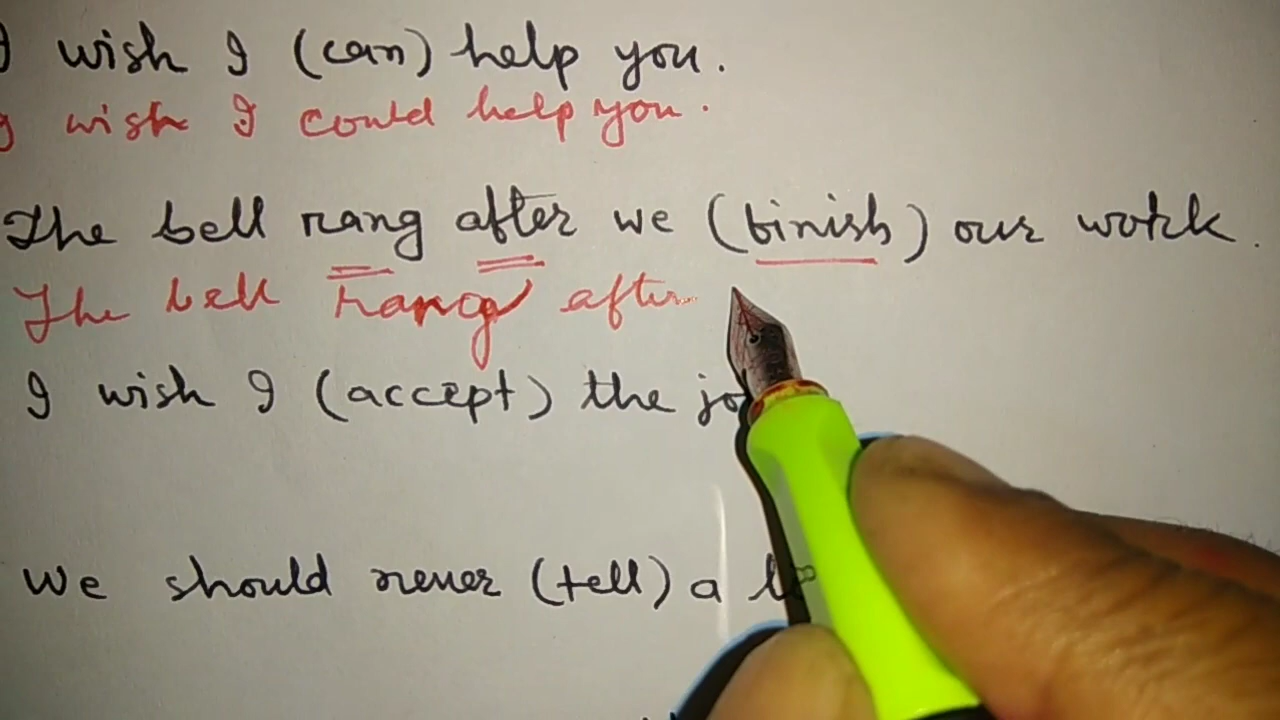 I wish I (can) help you.
I wish I could help you.
The bell rang after we (finish) our work.
The bell rang after
I wish I (accept) the
We should never (tell) a